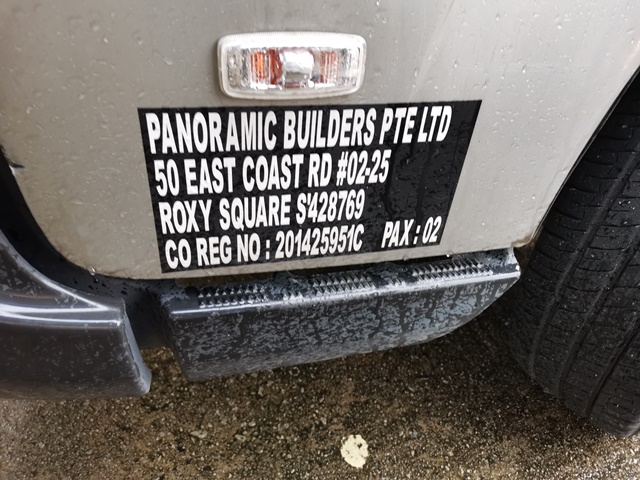 PANORAMIC BUILDERS PTE LTD
50 EAST COAST RD #02-25
ROXY SQUARE S'428769
CO REG NO : 201425951C PAX : 02